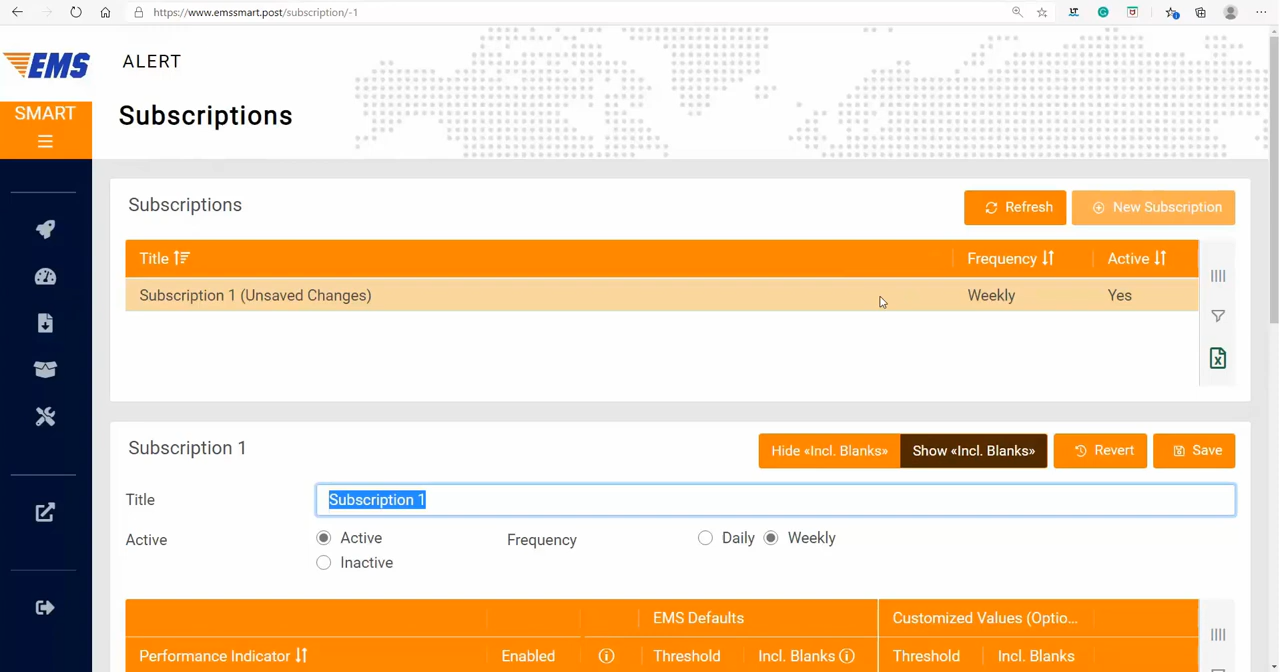 https://www.emssmart.post/subscription/-1
EMS
ALERT
SMART
Subscriptions
Subscriptions
Refresh
New Subscription
Title
Frequency
Active
Subscription 1 (Unsaved Changes)
Weekly
Yes
Subscription 1
Hide «Incl. Blanks»
Show «Incl. Blanks»
Revert
Save
Title
Subscription 1
Active
Active
Frequency
Daily
Weekly
Inactive
EMS Defaults
Customized Values (Optio...
Performance Indicator
Enabled
Threshold
Incl. Blanks
Threshold
Incl. Blanks